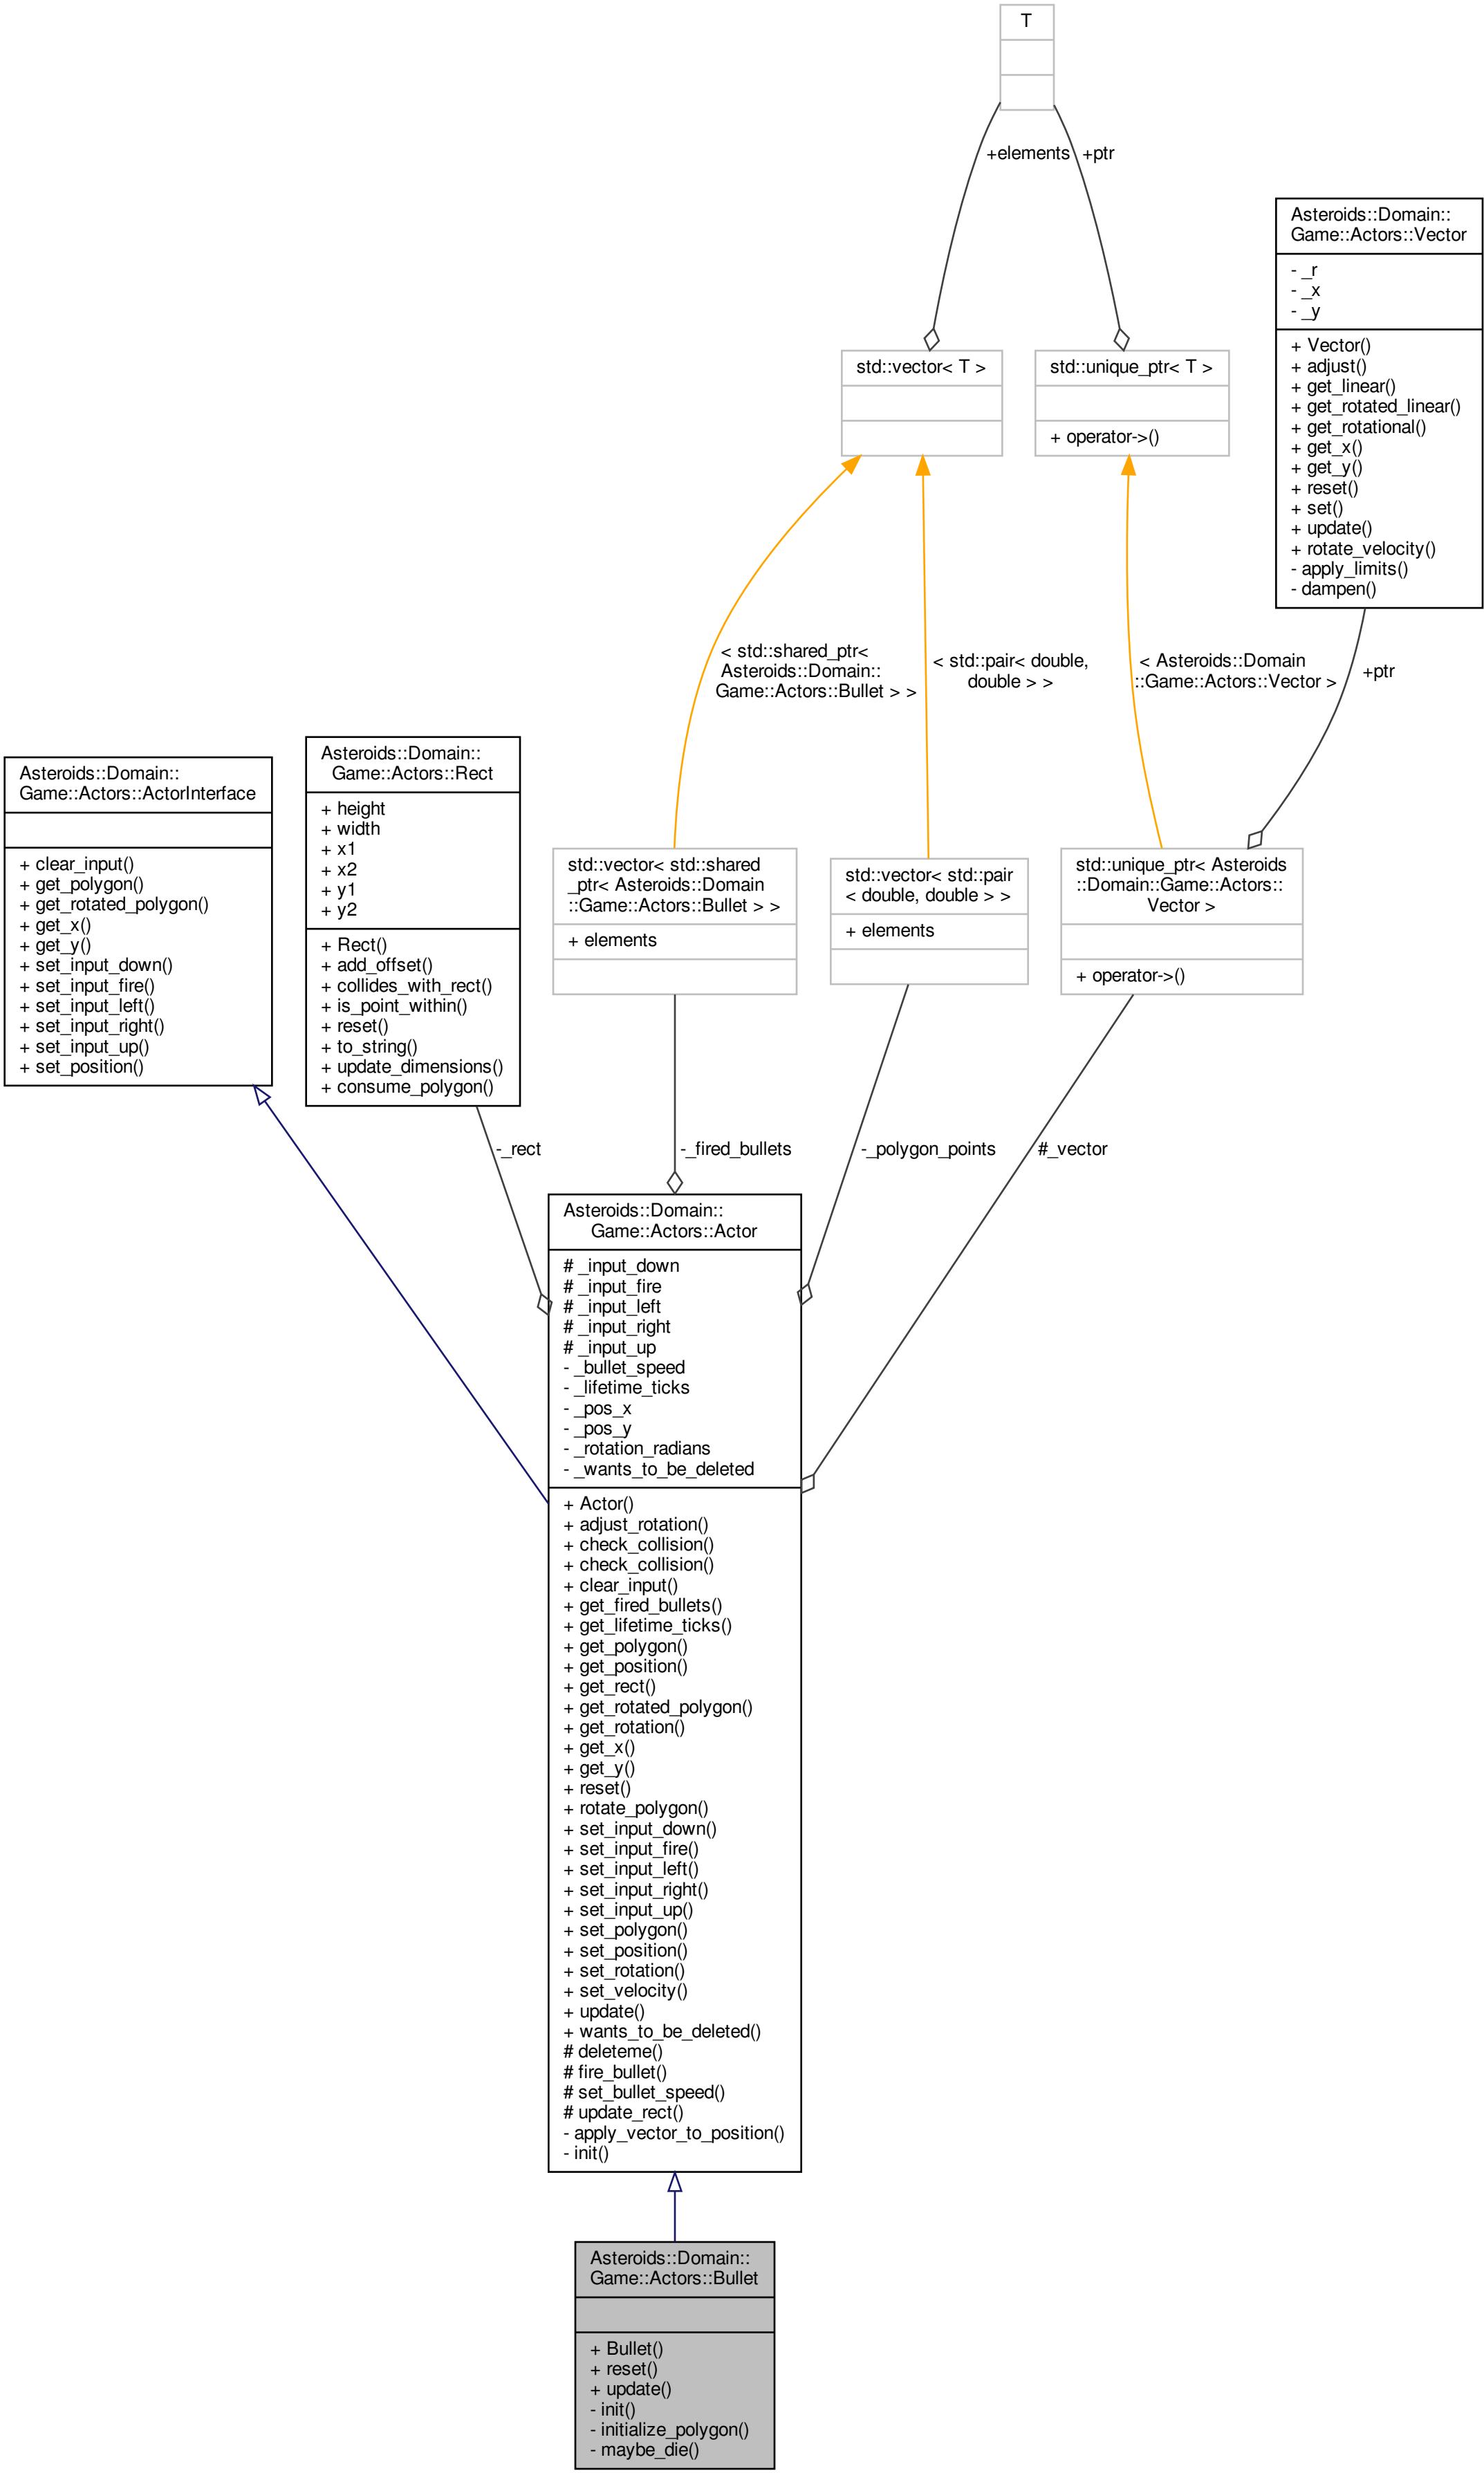 T
+elements
+ptr
Asteroids::Domain::
Game::Actors::Vector
- _r
- _x
- _y
+ Vector()
+ adjust()
+ get_linear()
+ get_rotated_linear()
+ get_rotational()
+ get_x()
+ get_y()
+ reset()
+ set()
+ update()
+ rotate_velocity()
- apply_limits()
- dampen()
std::vector< T >
std::unique_ptr< T >
+ operator->()
< std::shared_ptr<
Asteroids::Domain::
Game::Actors::Bullet > >
< std::pair< double,
double > >
< Asteroids::Domain
::Game::Actors::Vector >
+ptr
Asteroids::Domain::
Game::Actors::ActorInterface
+ clear_input()
+ get_polygon()
+ get_rotated_polygon()
+ get_x()
+ get_y()
+ set_input_down()
+ set_input_fire()
+ set_input_left()
+ set_input_right()
+ set_input_up()
+ set_position()
Asteroids::Domain::
Game::Actors::Rect
+ height
+ width
+ x1
+ x2
+ y1
+ y2
+ Rect()
+ add_offset()
+ collides_with_rect()
+ is_point_within()
+ reset()
+ to_string()
+ update_dimensions()
+ consume_polygon()
std::vector< std::shared
_ptr< Asteroids::Domain
::Game::Actors::Bullet > >
+ elements
std::vector< std::pair
< double, double > >
+ elements
std::unique_ptr< Asteroids
::Domain::Game::Actors::
Vector >
+ operator->()
-_rect
-_fired_bullets
-_polygon_points
#_vector
Asteroids::Domain::
Game::Actors::Actor
# _input_down
# _input_fire
# _input_left
# _input_right
# _input_up
- _bullet_speed
- _lifetime_ticks
- _pos_x
- _pos_y
- _rotation_radians
- _wants_to_be_deleted
+ Actor()
+ adjust_rotation()
+ check_collision()
+ check_collision()
+ clear_input()
+ get_fired_bullets()
+ get_lifetime_ticks()
+ get_polygon()
+ get_position()
+ get_rect()
+ get_rotated_polygon()
+ get_rotation()
+ get_x()
+ get_y()
+ reset()
+ rotate_polygon()
+ set_input_down()
+ set_input_fire()
+ set_input_left()
+ set_input_right()
+ set_input_up()
+ set_polygon()
+ set_position()
+ set_rotation()
+ set_velocity()
+ update()
+ wants_to_be_deleted()
# deleteme()
# fire_bullet()
# set_bullet_speed()
# update_rect()
- apply_vector_to_position()
- init()
Asteroids::Domain::
Game::Actors::Bullet
+ Bullet()
+ reset()
+ update()
- init()
- initialize_polygon()
- maybe_die()